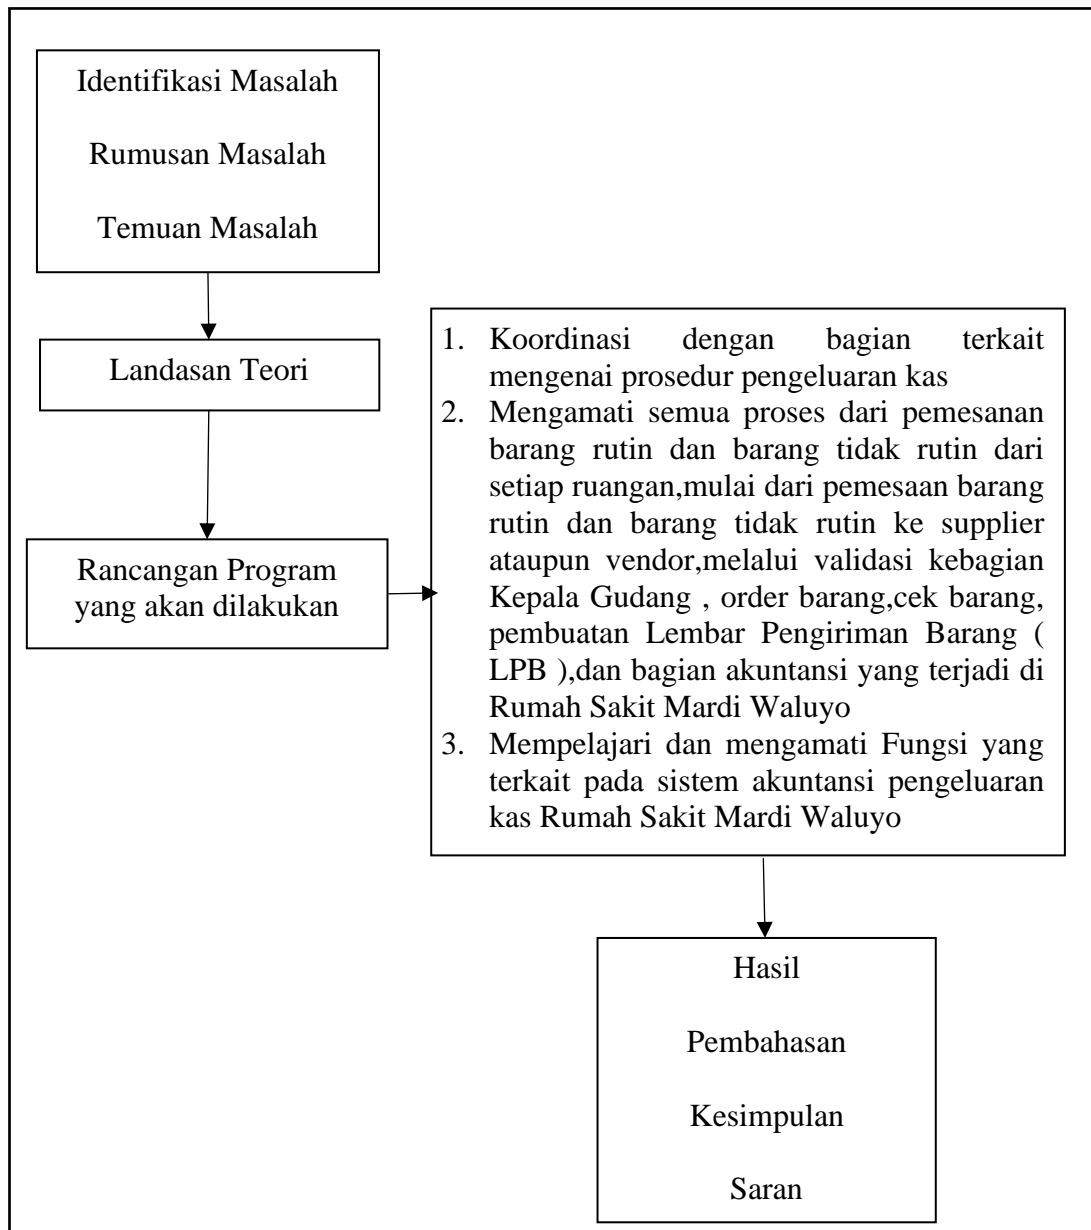 Identifikasi Masalah
Rumusan Masalah
Temuan Masalah
Landasan Teori
Rancangan Program
yang akan dilakukan
1. Koordinasi dengan bagian terkait
mengenai prosedur pengeluaran kas
2. Mengamati semua proses dari pemesanan
barang rutin dan barang tidak rutin dari
setiap ruangan,mulai dari pemesaan barang
rutin dan barang tidak rutin ke supplier
ataupun vendor,melalui validasi kebagian
Kepala Gudang , order barang,cek barang,
pembuatan Lembar Pengiriman Barang (
LPB ),dan bagian akuntansi yang terjadi di
Rumah Sakit Mardi Waluyo
3. Mempelajari dan mengamati Fungsi yang
terkait pada sistem akuntansi pengeluaran
kas Rumah Sakit Mardi Waluyo
Hasil
Pembahasan
Kesimpulan
Saran